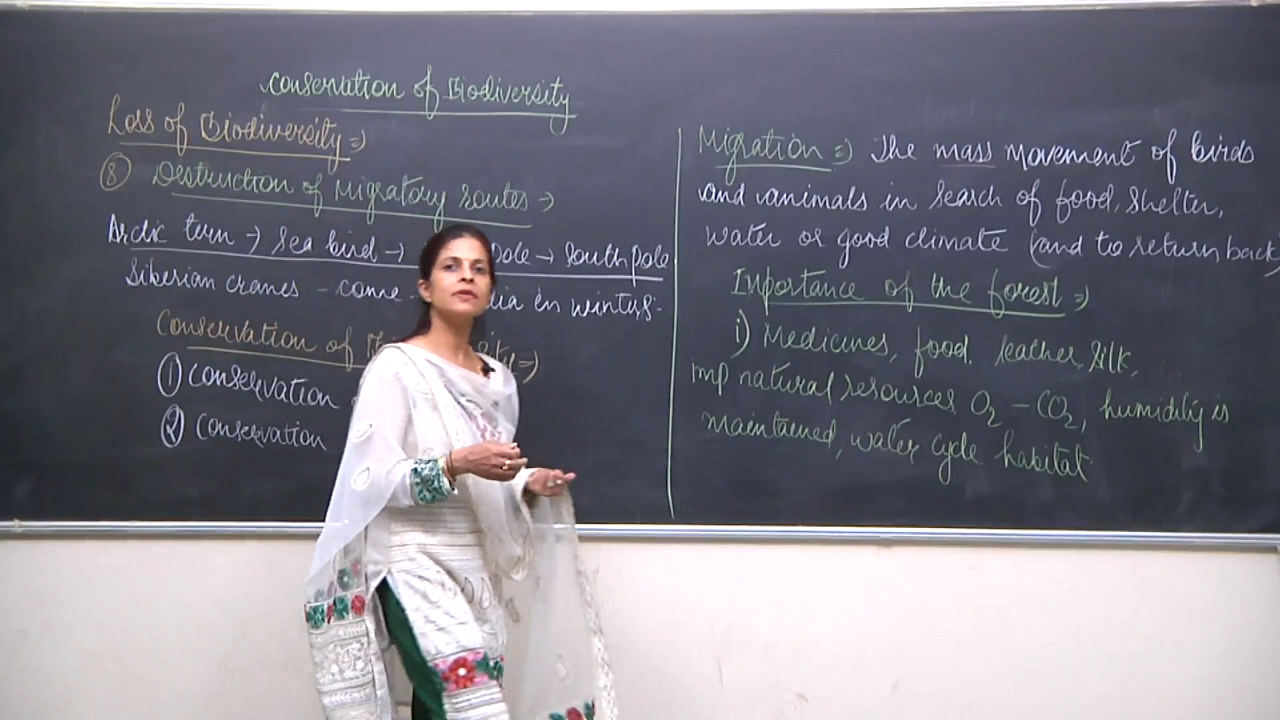 Conservation of Biodiversity
Loss of Biodiversity ⇒
⑧ Destruction of Migratory routes →
Arctic tern → Sea bird → pole → South pole
Siberian cranes - come - in winters.
Conservation of ⇒
① Conservation
② Conservation
Migration ⇒ The mass movement of birds
and animals in search of food, shelter,
water or good climate (and to return back)
Importance of the forest ⇒
i) Medicines, food, leather, silk,
imp natural resources, O2 - CO2, humidity is
maintained, water cycle habitat.